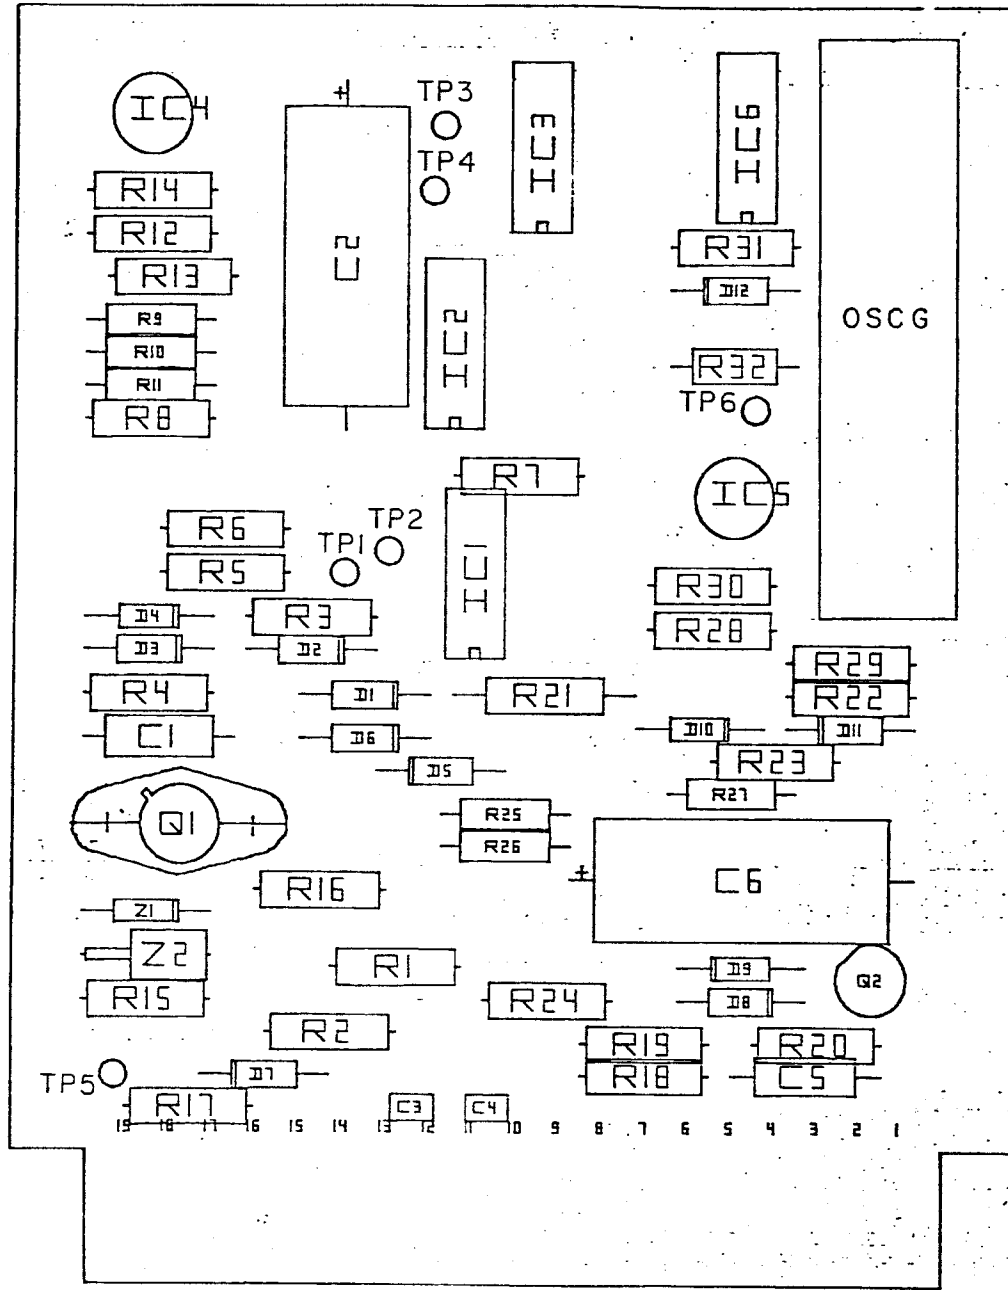 IC4
+
TP3
TP4
IC3
IC6
R14
R12
R13
R9
R10
R11
R8
C2
IC2
R31
D12
OSCG
R32
TP6
R7
IC5
R6
R5
TP2
TP1
IC1
R30
R28
D4
D3
R3
D2
R29
R22
R4
D1
R21
C1
D6
D10
D11
D5
R23
R27
Q1
R25
R26
+
C6
R16
Z1
Z2
R1
D9
D8
Q2
R15
R24
R2
R19
R20
TP5
D7
R18
C5
R17
C3
C4
19 18 17 16 15 14 13 12 11 10 9 8 7 6 5 4 3 2 1